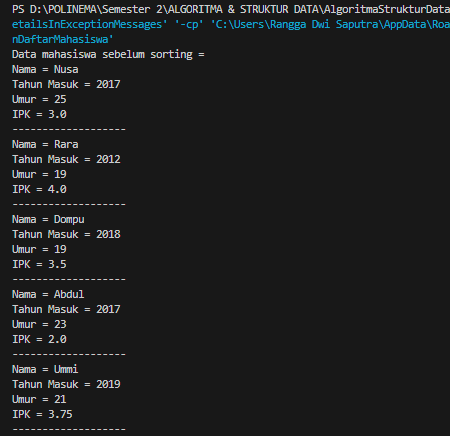 PS D:\POLINEMA\Semester 2\ALGORITMA & STRUKTUR DATA\AlgoritmaStrukturData
etailsInExceptionMessages' '-cp' 'C:\Users\Rangga Dwi Saputra\AppData\Roa
nDaftarMahasiswa'
Data mahasiswa sebelum sorting =
Nama = Nusa
Tahun Masuk = 2017
Umur = 25
IPK = 3.0
-------------------
Nama = Rara
Tahun Masuk = 2012
Umur = 19
IPK = 4.0
-------------------
Nama = Dompu
Tahun Masuk = 2018
Umur = 19
IPK = 3.5
-------------------
Nama = Abdul
Tahun Masuk = 2017
Umur = 23
IPK = 2.0
-------------------
Nama = Ummi
Tahun Masuk = 2019
Umur = 21
IPK = 3.75
-------------------